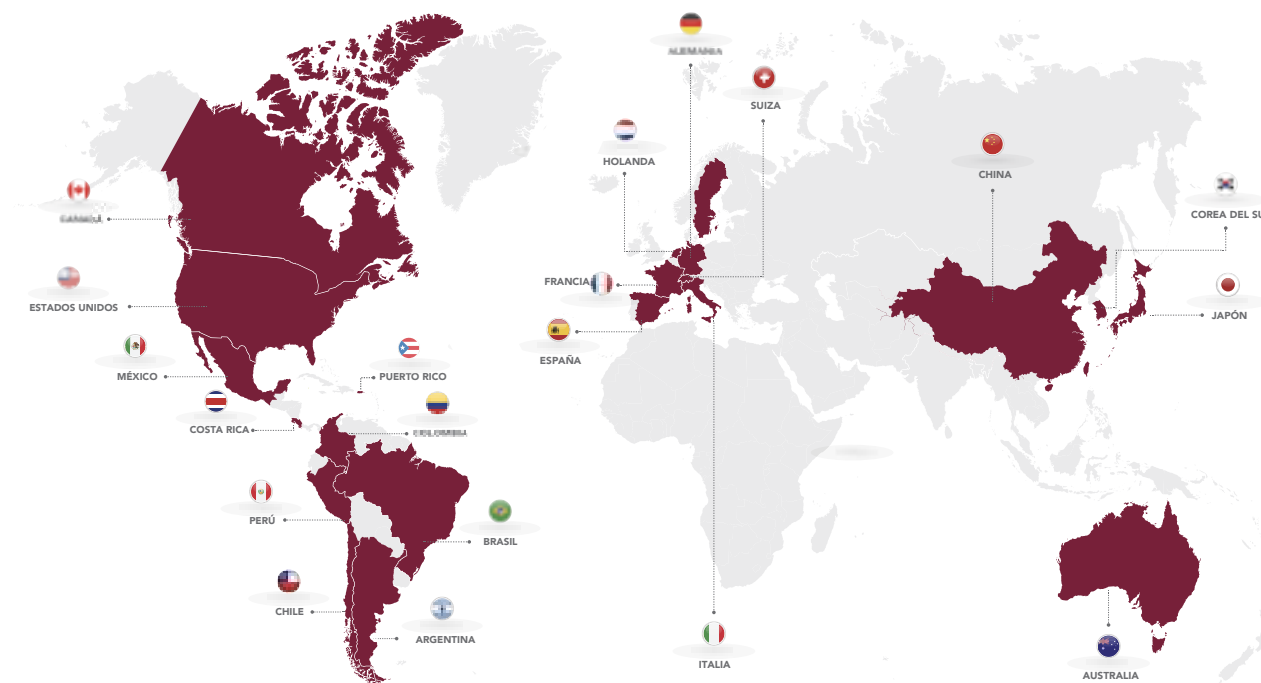 SUIZA
HOLANDA
CHINA
COREA DEL SU
FRANCIA
ESTADOS UNIDOS
JAPÓN
ESPAÑA
MÉXICO
PUERTO RICO
COSTA RICA
PERÚ
BRASIL
CHILE
ARGENTINA
ITALIA
AUSTRALIA